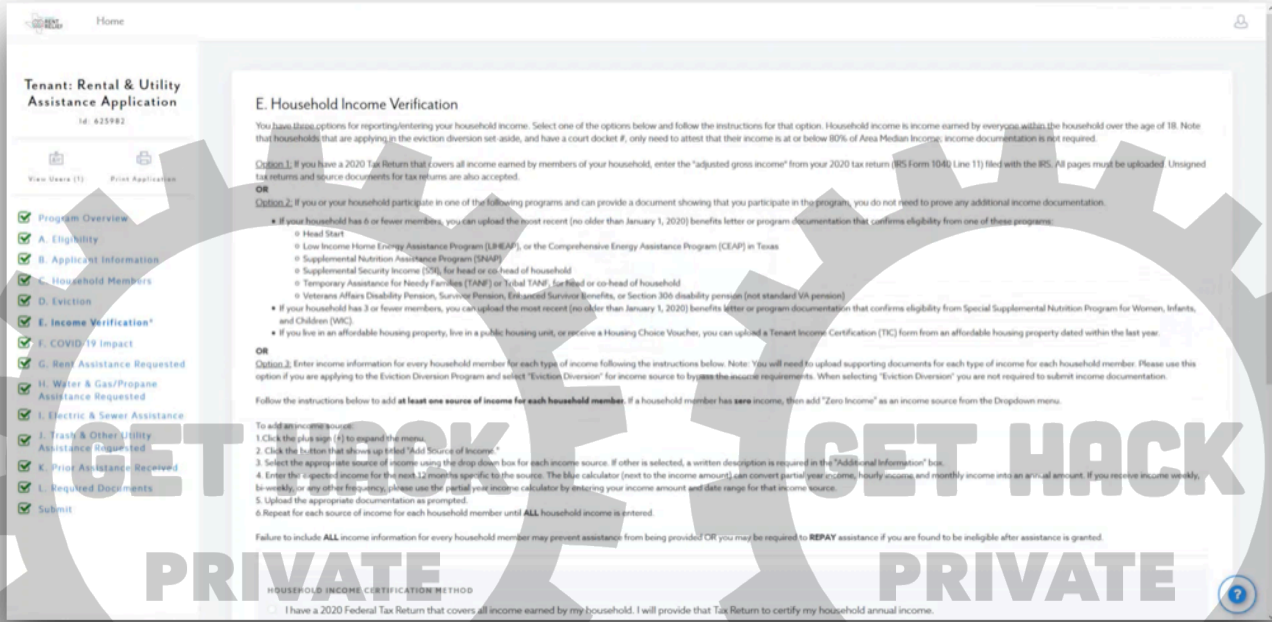 RENT
RELIEF
Home
Tenant: Rental & Utility
Assistance Application
Id: 625982
View Users (1) Print Application
Program Overview
A. Eligibility
B. Applicant Information
C. Household Members
D. Eviction
E. Income Verification*
F. COVID-19 Impact
G. Rent Assistance Requested
H. Water & Gas/Propane
Assistance Requested
I. Electric & Sewer Assistance
J. Trash & Other Utility
Assistance Requested
K. Prior Assistance Received
L. Required Documents
Submit
E. Household Income Verification
You have three options for reporting/entering your household income. Select one of the options below and follow the instructions for that option. Household income is income earned by everyone within the household over the age of 18. Note
that households that are applying in the eviction diversion set-aside, and have a court docket #, only need to attest that their income is at or below 80% of Area Median Income; income documentation is not required.
Option 1: If you have a 2020 Tax Return that covers all income earned by members of your household, enter the "adjusted gross income" from your 2020 tax return (IRS Form 1040 Line 11) filed with the IRS. All pages must be uploaded. Unsigned
tax returns and source documents for tax returns are also accepted.
OR
Option 2: If you or your household participate in one of the following programs and can provide a document showing that you participate in the program, you do not need to prove any additional income documentation.
• If your household has 6 or fewer members, you can upload the most recent (no older than January 1, 2020) benefits letter or program documentation that confirms eligibility from one of these programs:
o Head Start
o Low Income Home Energy Assistance Program (LIHEAP), or the Comprehensive Energy Assistance Program (CEAP) in Texas
o Supplemental Nutrition Assistance Program (SNAP)
o Supplemental Security Income (SSI), for head or co-head of household
o Temporary Assistance for Needy Families (TANF) or Tribal TANF, for head or co-head of household
o Veterans Affairs Disability Pension, Survivor Pension, Enhanced Survivor Benefits, or Section 306 disability pension (not standard VA pension)
• If your household has 3 or fewer members, you can upload the most recent (no older than January 1, 2020) benefits letter or program documentation that confirms eligibility from Special Supplemental Nutrition Program for Women, Infants,
and Children (WIC).
• If you live in an affordable housing property, live in a public housing unit, or receive a Housing Choice Voucher, you can upload a Tenant Income Certification (TIC) form from an affordable housing property dated within the last year.
OR
Option 3: Enter income information for every household member for each type of income following the instructions below. Note: You will need to upload supporting documents for each type of income for each household member. Please use this
option if you are applying to the Eviction Diversion Program and select "Eviction Diversion" for income source to bypass the income requirements. When selecting "Eviction Diversion" you are not required to submit income documentation.
Follow the instructions below to add at least one source of income for each household member. If a household member has zero income, then add "Zero Income" as an income source from the Dropdown menu.
To add an income source:
1.Click the plus sign [+] to expand the menu.
2. Click the button that shows up titled "Add Source of Income."
3. Select the appropriate source of income using the drop down box for each income source. If other is selected, a written description is required in the "Additional Information" box.
4. Enter the expected income for the next 12 months specific to the source. The blue calculator (next to the income amount) can convert partial year income, hourly income and monthly income into an annual amount. If you receive income weekly,
bi-weekly, or any other frequency, please use the partial year income calculator by entering your income amount and date range for that income source.
5. Upload the appropriate documentation as prompted.
6.Repeat for each source of income for each household member until ALL household income is entered.
Failure to include ALL income information for every household member may prevent assistance from being provided OR you may be required to REPAY assistance if you are found to be ineligible after assistance is granted.
HOUSEHOLD INCOME CERTIFICATION METHOD
I have a 2020 Federal Tax Return that covers all income earned by my household. I will provide that Tax Return to certify my household annual income.
?
GET HACK
PRIVATE
GET HACK
PRIVATE